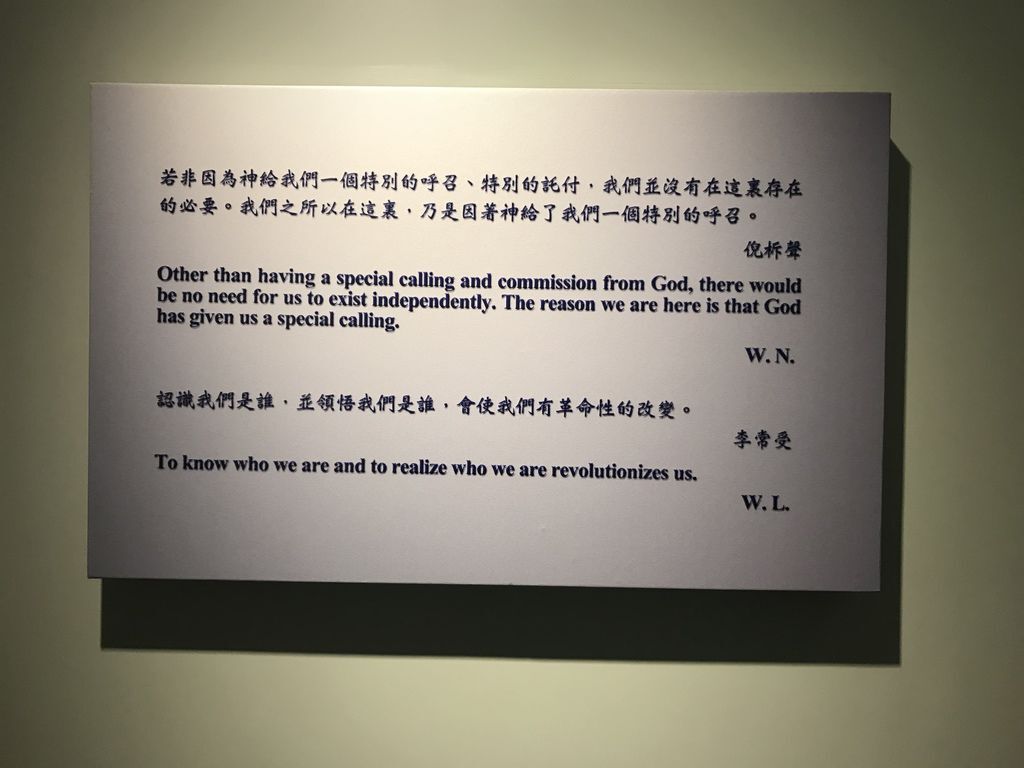 若非因為神給我們一個特別的呼召、特別的託付，我們並沒有在這裏存在
的必要。我們之所以在這裏，乃是因著神給了我們一個特別的呼召。
倪柝聲
Other than having a special calling and commission from God, there would
be no need for us to exist independently. The reason we are here is that God
has given us a special calling.
W. N.
認識我們是誰，並領悟我們是誰，會使我們有革命性的改變。
李常受
To know who we are and to realize who we are revolutionizes us.
W. L.